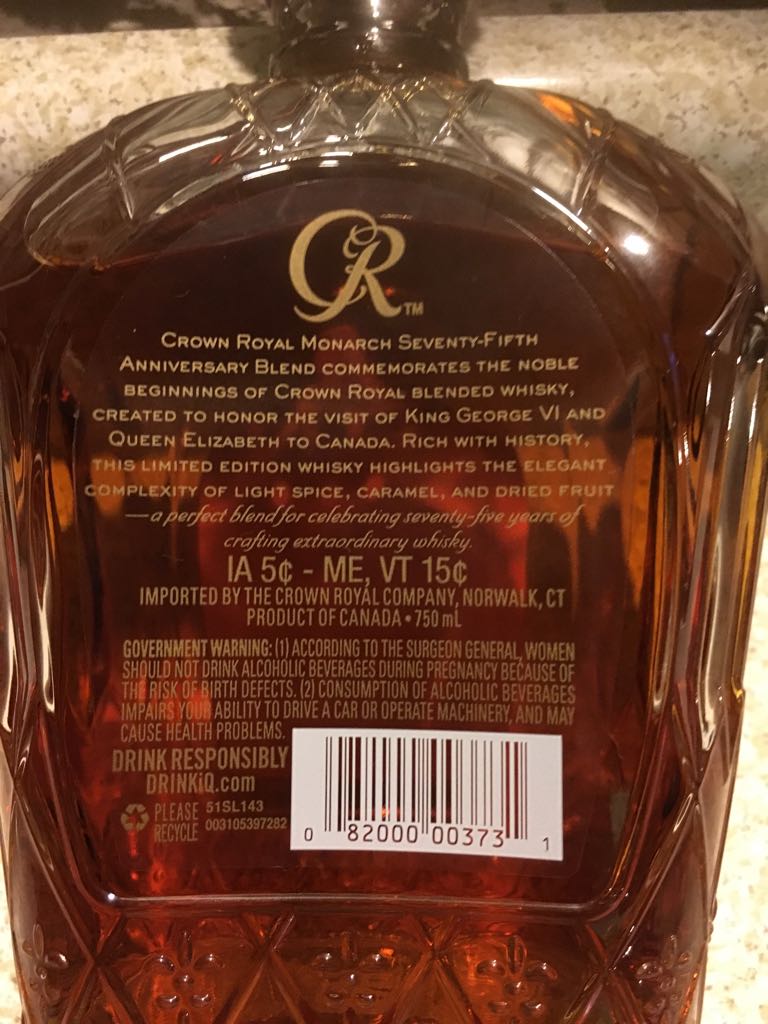 CR™
CROWN ROYAL MONARCH SEVENTY-FIFTH
ANNIVERSARY BLEND COMMEMORATES THE NOBLE
BEGINNINGS OF CROWN ROYAL BLENDED WHISKY,
CREATED TO HONOR THE VISIT OF KING GEORGE VI AND
QUEEN ELIZABETH TO CANADA. RICH WITH HISTORY,
THIS LIMITED EDITION WHISKY HIGHLIGHTS THE ELEGANT
COMPLEXITY OF LIGHT SPICE, CARAMEL, AND DRIED FRUIT
—a perfect blend for celebrating seventy-five years of
crafting extraordinary whisky.
IA 5¢ - ME, VT 15¢
IMPORTED BY THE CROWN ROYAL COMPANY, NORWALK, CT
PRODUCT OF CANADA • 750 mL
GOVERNMENT WARNING: (1) ACCORDING TO THE SURGEON GENERAL, WOMEN
SHOULD NOT DRINK ALCOHOLIC BEVERAGES DURING PREGNANCY BECAUSE OF
THE RISK OF BIRTH DEFECTS. (2) CONSUMPTION OF ALCOHOLIC BEVERAGES
IMPAIRS YOUR ABILITY TO DRIVE A CAR OR OPERATE MACHINERY, AND MAY
CAUSE HEALTH PROBLEMS.
DRINK RESPONSIBLY
DRINKiQ.com
PLEASE 51SL143
RECYCLE 003105397282
0 82000 00373 1